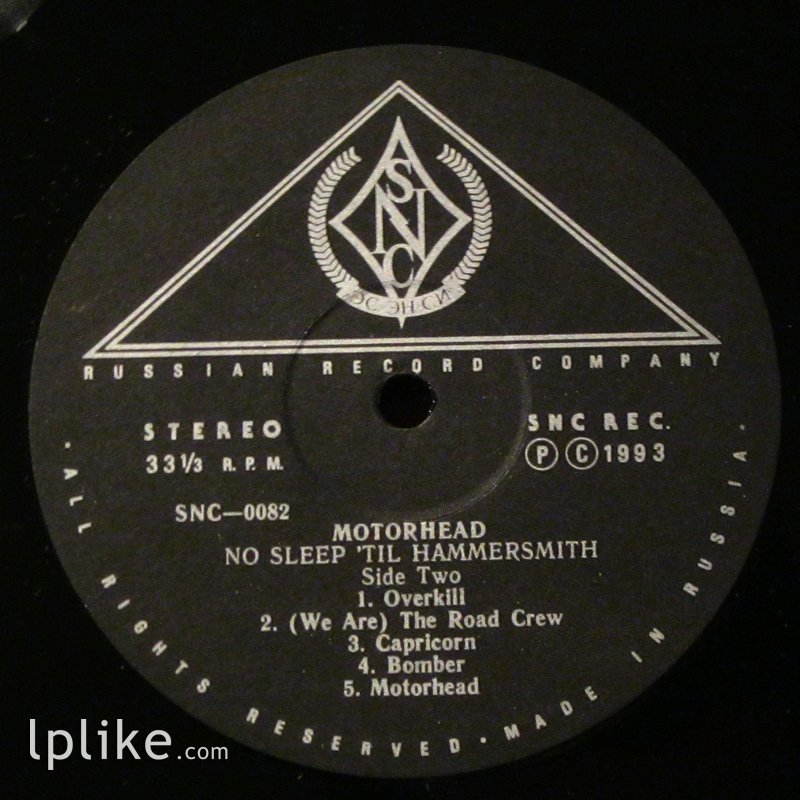 SNC
ЭС ЭН СИ
RUSSIAN RECORD COMPANY
STEREO
33 1/3 R.P.M.
SNC REC.
Ⓟ Ⓒ 1993
SNC—0082
MOTORHEAD
NO SLEEP 'TIL HAMMERSMITH
Side Two
1. Overkill
2. (We Are) The Road Crew
3. Capricorn
4. Bomber
5. Motorhead
· ALL RIGHTS RESERVED · MADE IN RUSSIA ·
lplike.com